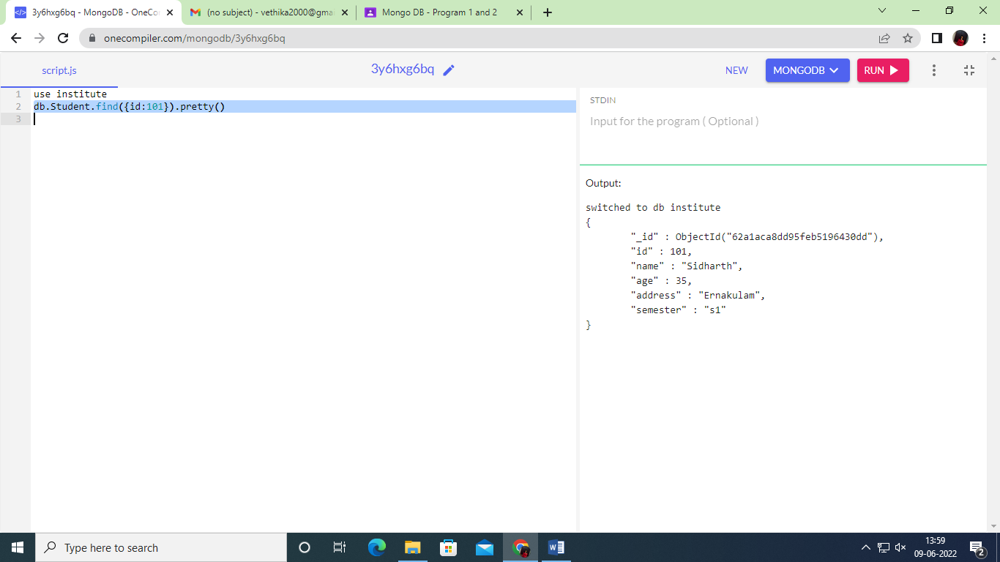 3y6hxg6bq - MongoDB - OneCo
(no subject) - vethika2000@gmai
Mongo DB - Program 1 and 2
onecompiler.com/mongodb/3y6hxg6bq
script.js
3y6hxg6bq
NEW
MONGODB
RUN
1 use institute
2 db.Student.find({id:101}).pretty()
3
STDIN
Input for the program ( Optional )
Output:
switched to db institute
{
"_id" : ObjectId("62a1aca8dd95feb5196430dd"),
"id" : 101,
"name" : "Sidharth",
"age" : 35,
"address" : "Ernakulam",
"semester" : "s1"
}
Type here to search
13:59
09-06-2022
2